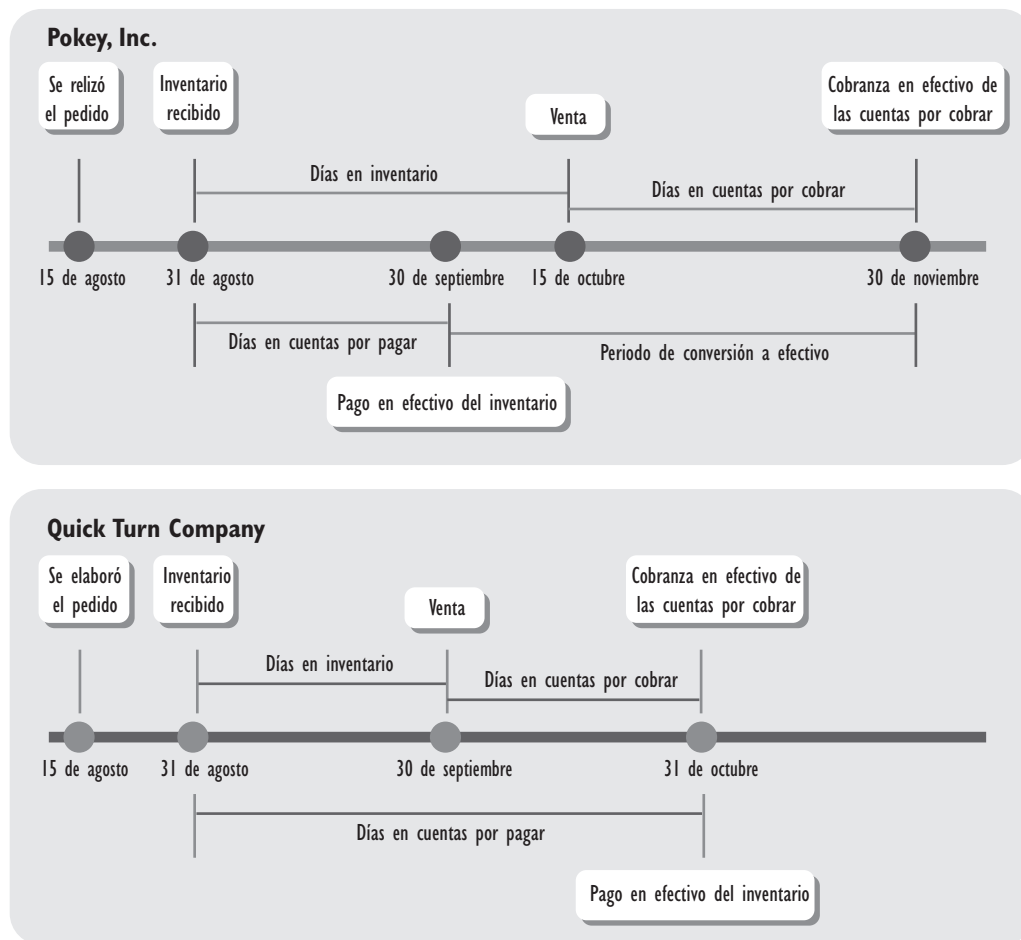 Pokey, Inc.
Se relizó
el pedido
Inventario
recibido
Venta
Cobranza en efectivo de
las cuentas por cobrar
Días en inventario
Días en cuentas por cobrar
15 de agosto
31 de agosto
30 de septiembre
15 de octubre
30 de noviembre
Días en cuentas por pagar
Periodo de conversión a efectivo
Pago en efectivo del inventario
Quick Turn Company
Se elaboró
el pedido
Inventario
recibido
Venta
Cobranza en efectivo de
las cuentas por cobrar
Días en inventario
Días en cuentas por cobrar
15 de agosto
31 de agosto
30 de septiembre
31 de octubre
Días en cuentas por pagar
Pago en efectivo del inventario